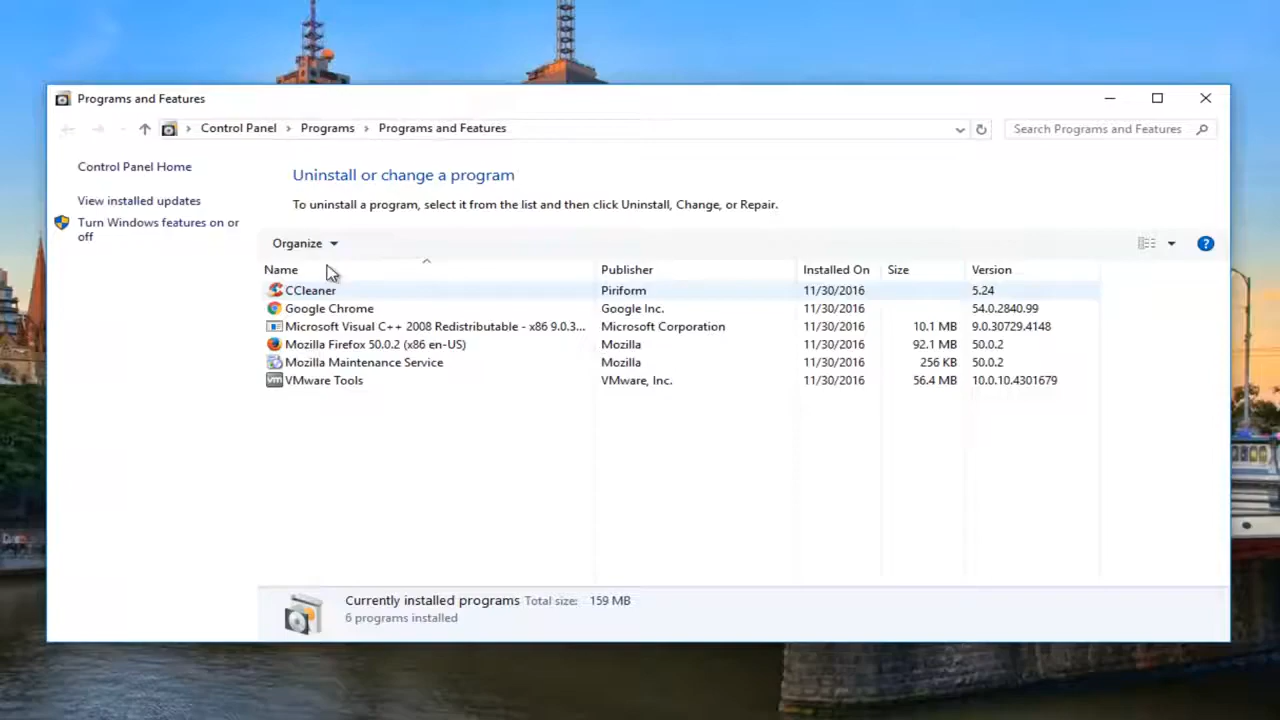 Programs and Features
Control Panel > Programs > Programs and Features
Search Programs and Features
Control Panel Home
View installed updates
Turn Windows features on or
off
Uninstall or change a program
To uninstall a program, select it from the list and then click Uninstall, Change, or Repair.
Organize
Name Publisher Installed On Size Version
CCleaner Piriform 11/30/2016 5.24
Google Chrome Google Inc. 11/30/2016 54.0.2840.99
Microsoft Visual C++ 2008 Redistributable - x86 9.0.3... Microsoft Corporation 11/30/2016 10.1 MB 9.0.30729.4148
Mozilla Firefox 50.0.2 (x86 en-US) Mozilla 11/30/2016 92.1 MB 50.0.2
Mozilla Maintenance Service Mozilla 11/30/2016 256 KB 50.0.2
vm VMware Tools VMware, Inc. 11/30/2016 56.4 MB 10.0.10.4301679
Currently installed programs Total size: 159 MB
6 programs installed